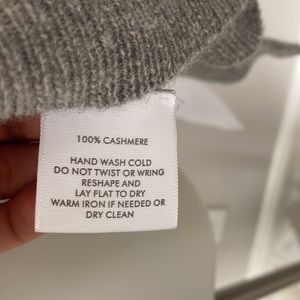 100% CASHMERE
HAND WASH COLD
DO NOT TWIST OR WRING
RESHAPE AND
LAY FLAT TO DRY
WARM IRON IF NEEDED OR
DRY CLEAN